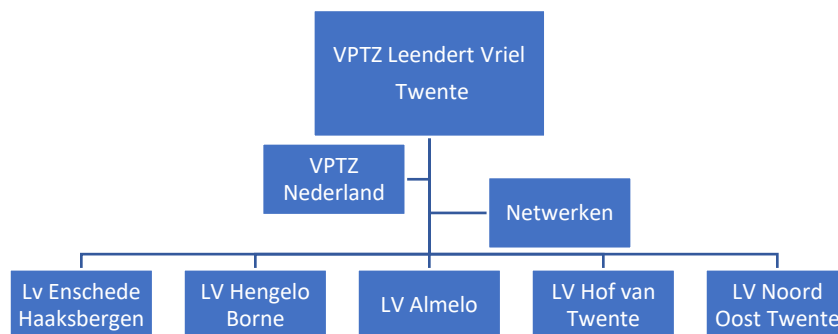 VPTZ Leendert Vriel
Twente
VPTZ
Nederland
Netwerken
Lv Enschede
Haaksbergen
LV Hengelo
Borne
LV Almelo
LV Hof van
Twente
LV Noord
Oost Twente